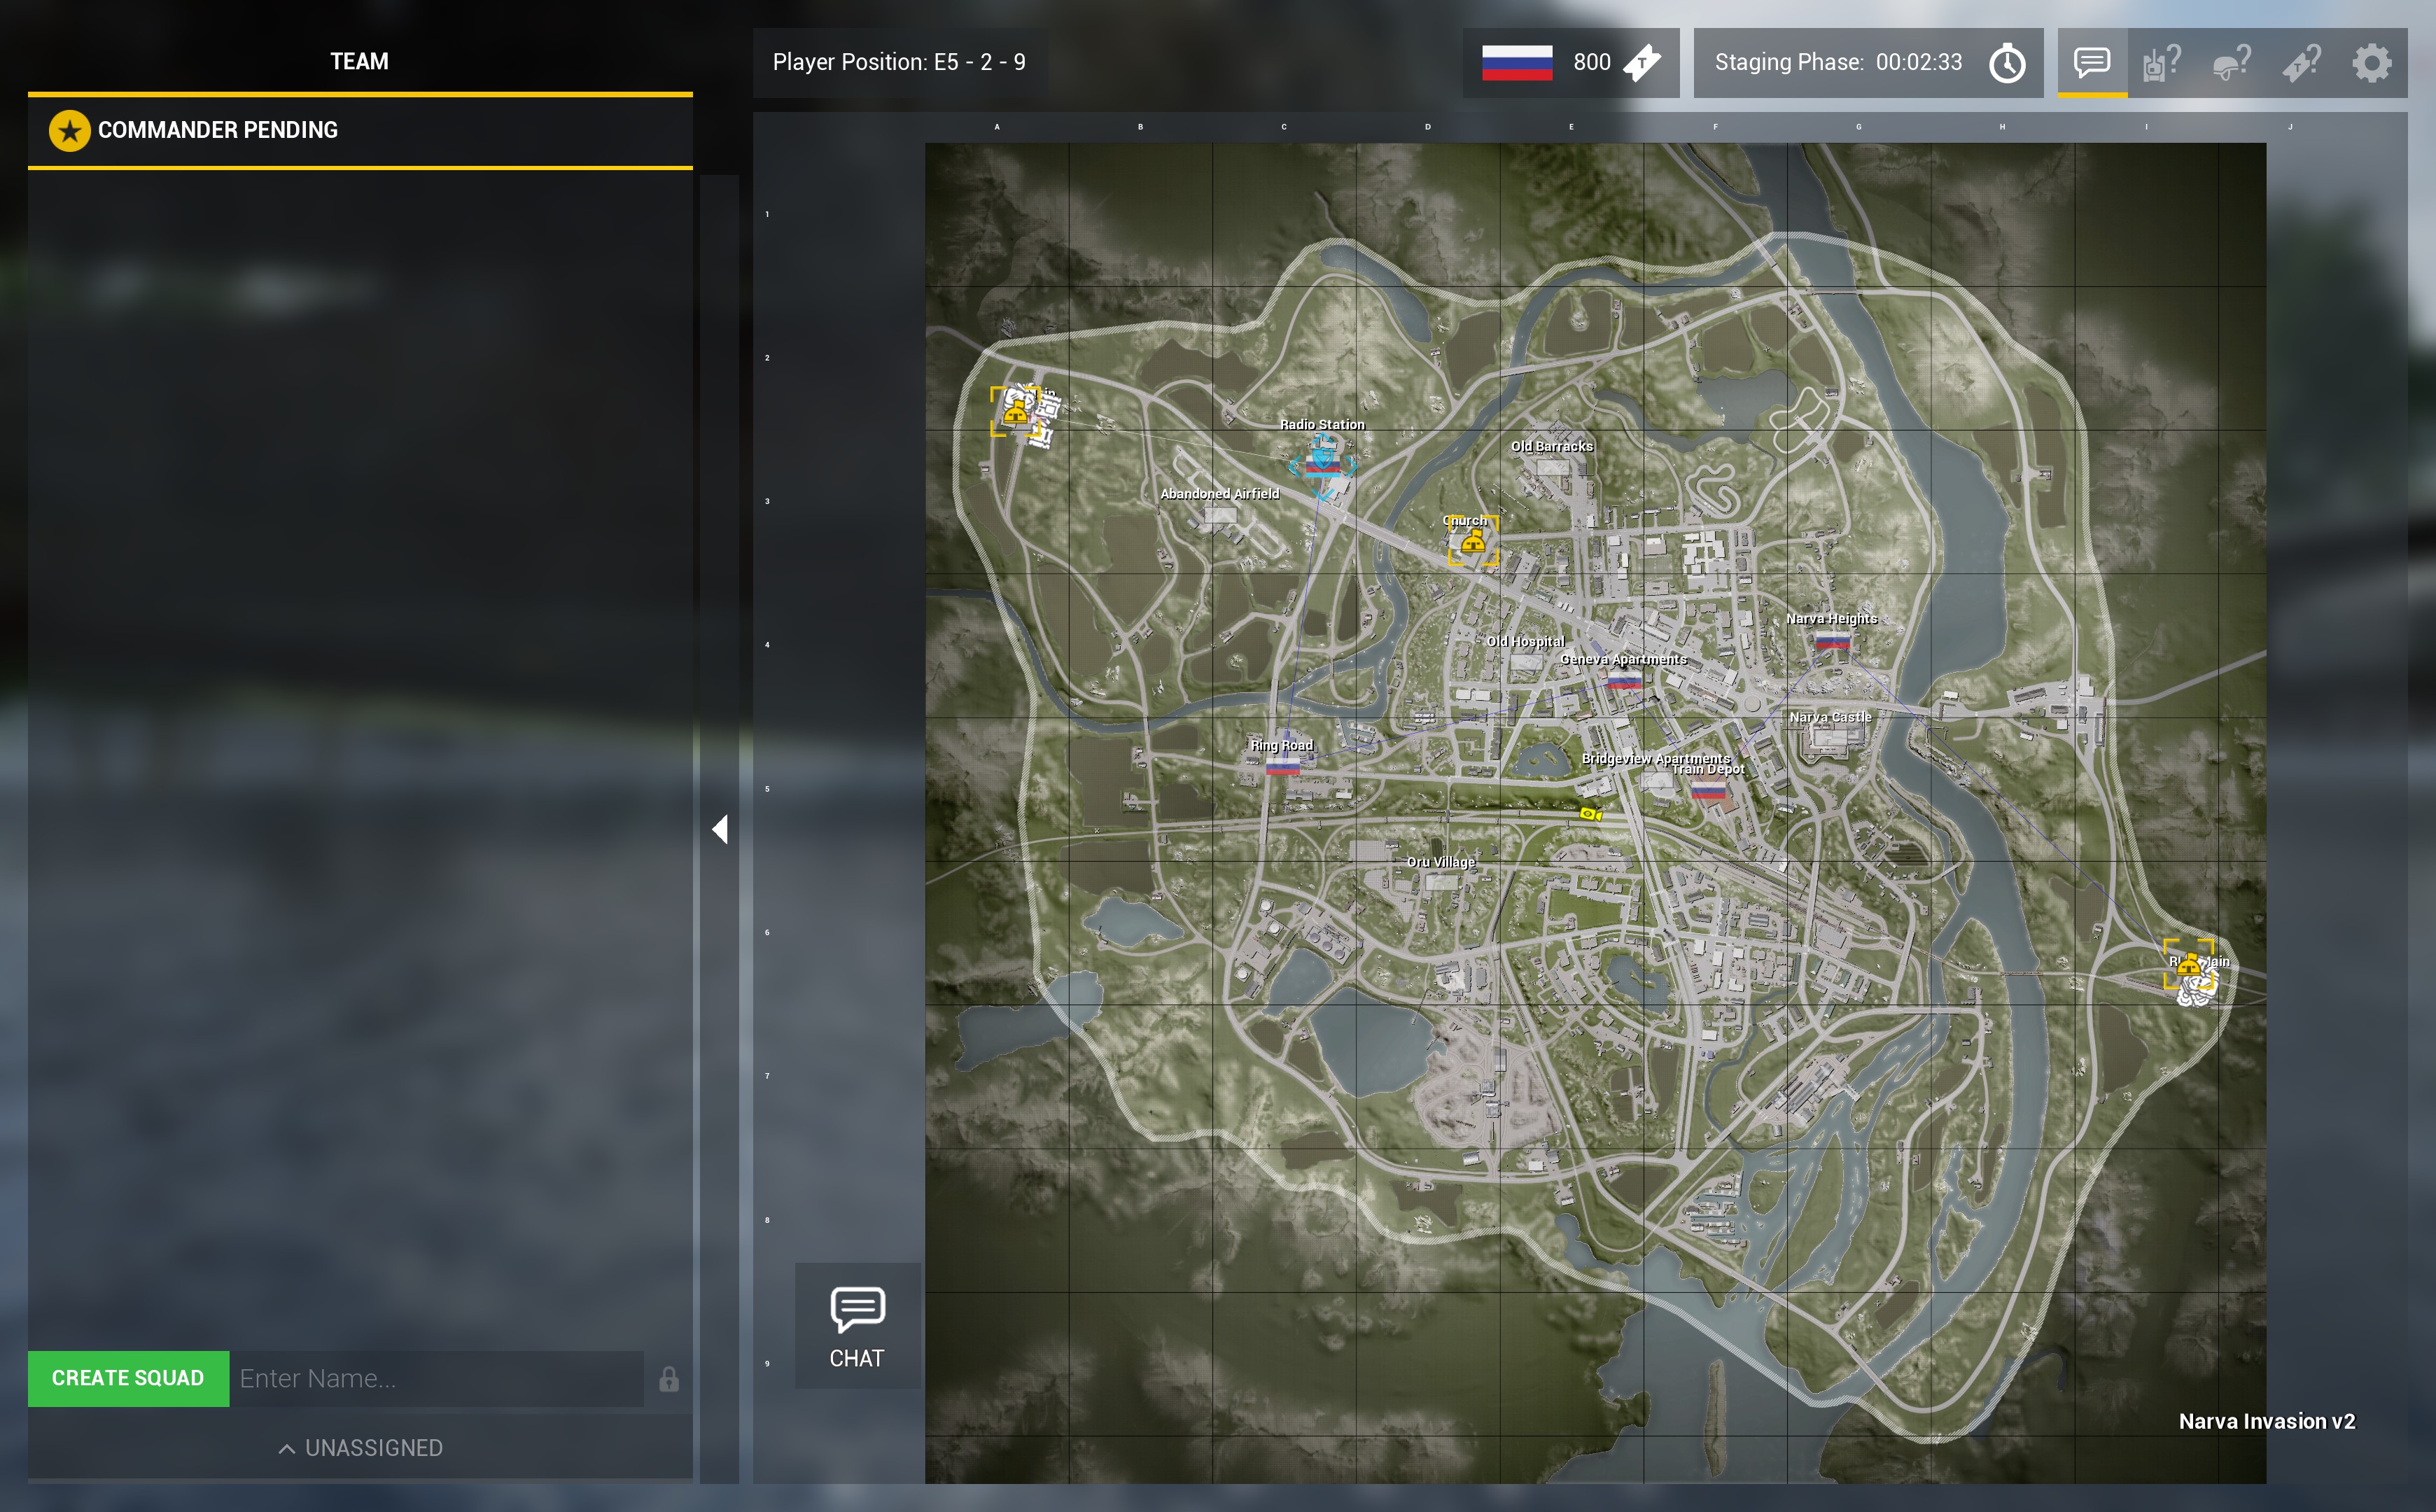 TEAM
Player Position: E5 - 2 - 9
800
Staging Phase: 00:02:33
COMMANDER PENDING
A B C D E F G H I J
1
2
Radio Station
Old Barracks
Abandoned Airfield
3
Church
Narva Heights
Old Hospital
4
Geneva Apartments
Narva Castle
Ring Road
Bridgeview Apartments
Train Depot
5
Oru Village
6
Main
7
8
CHAT
9
CREATE SQUAD
Enter Name...
Narva Invasion v2
UNASSIGNED